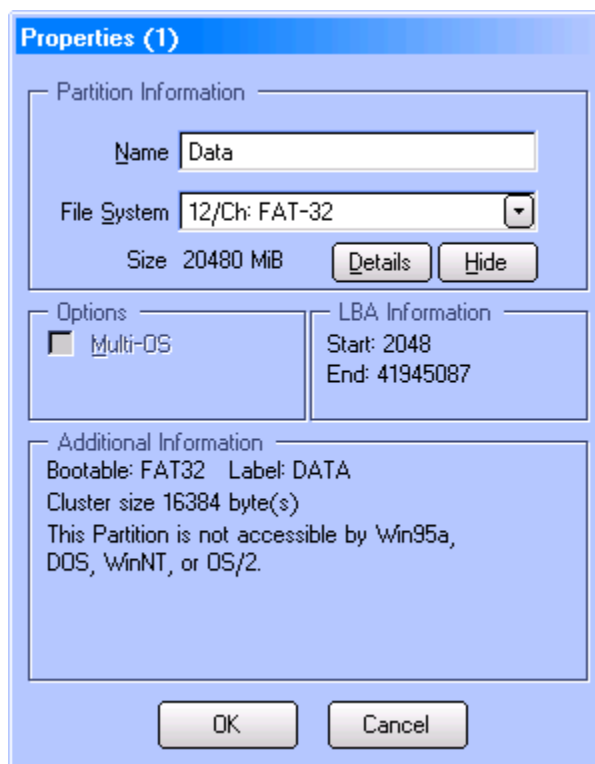 Properties (1)
Partition Information
Name Data
File System 12/Ch: FAT-32
Size 20480 MiB Details Hide
Options
Multi-OS
LBA Information
Start: 2048
End: 41945087
Additional Information
Bootable: FAT32 Label: DATA
Cluster size 16384 byte(s)
This Partition is not accessible by Win95a,
DOS, WinNT, or OS/2.
OK Cancel